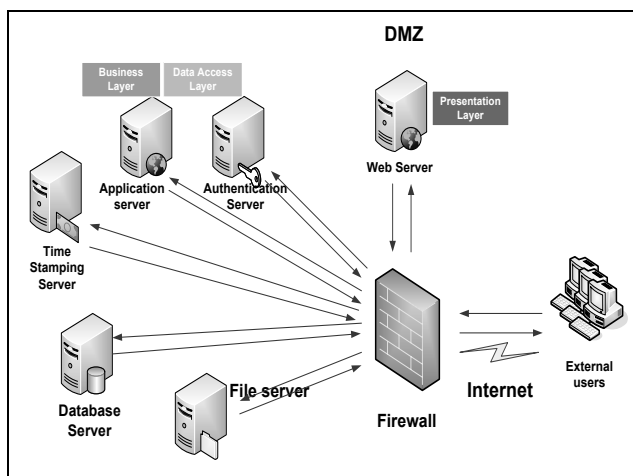 DMZ
Business
Layer
Data Access
Layer
Presentation
Layer
Application
server
Authentication
Server
Web Server
Time
Stamping
Server
Database
Server
File server
Firewall
Internet
External
users